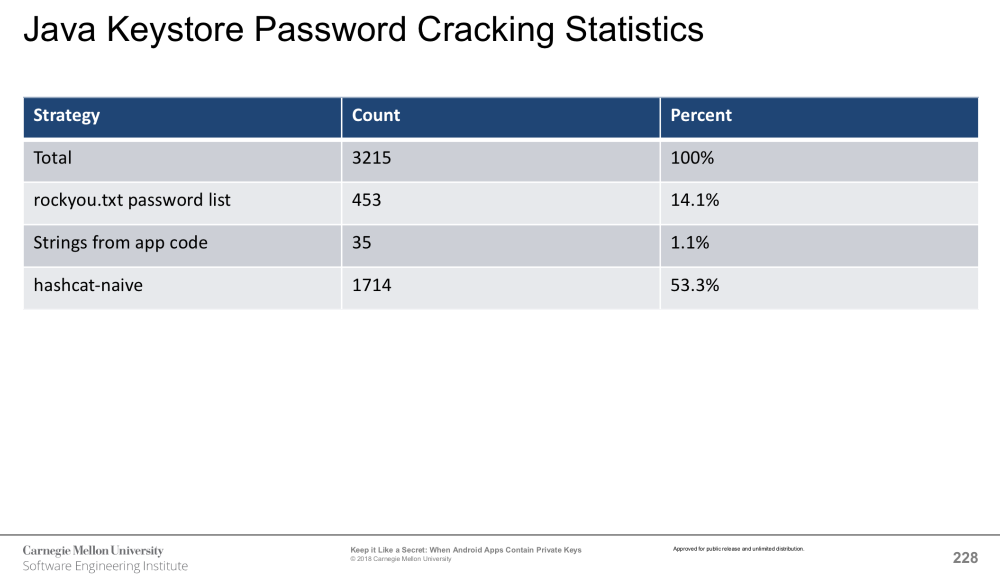 Java Keystore Password Cracking Statistics
Strategy Count Percent
Total 3215 100%
rockyou.txt password list 453 14.1%
Strings from app code 35 1.1%
hashcat-naive 1714 53.3%
Carnegie Mellon University
Software Engineering Institute
Keep it Like a Secret: When Android Apps Contain Private Keys
© 2018 Carnegie Mellon University
Approved for public release and unlimited distribution.
228